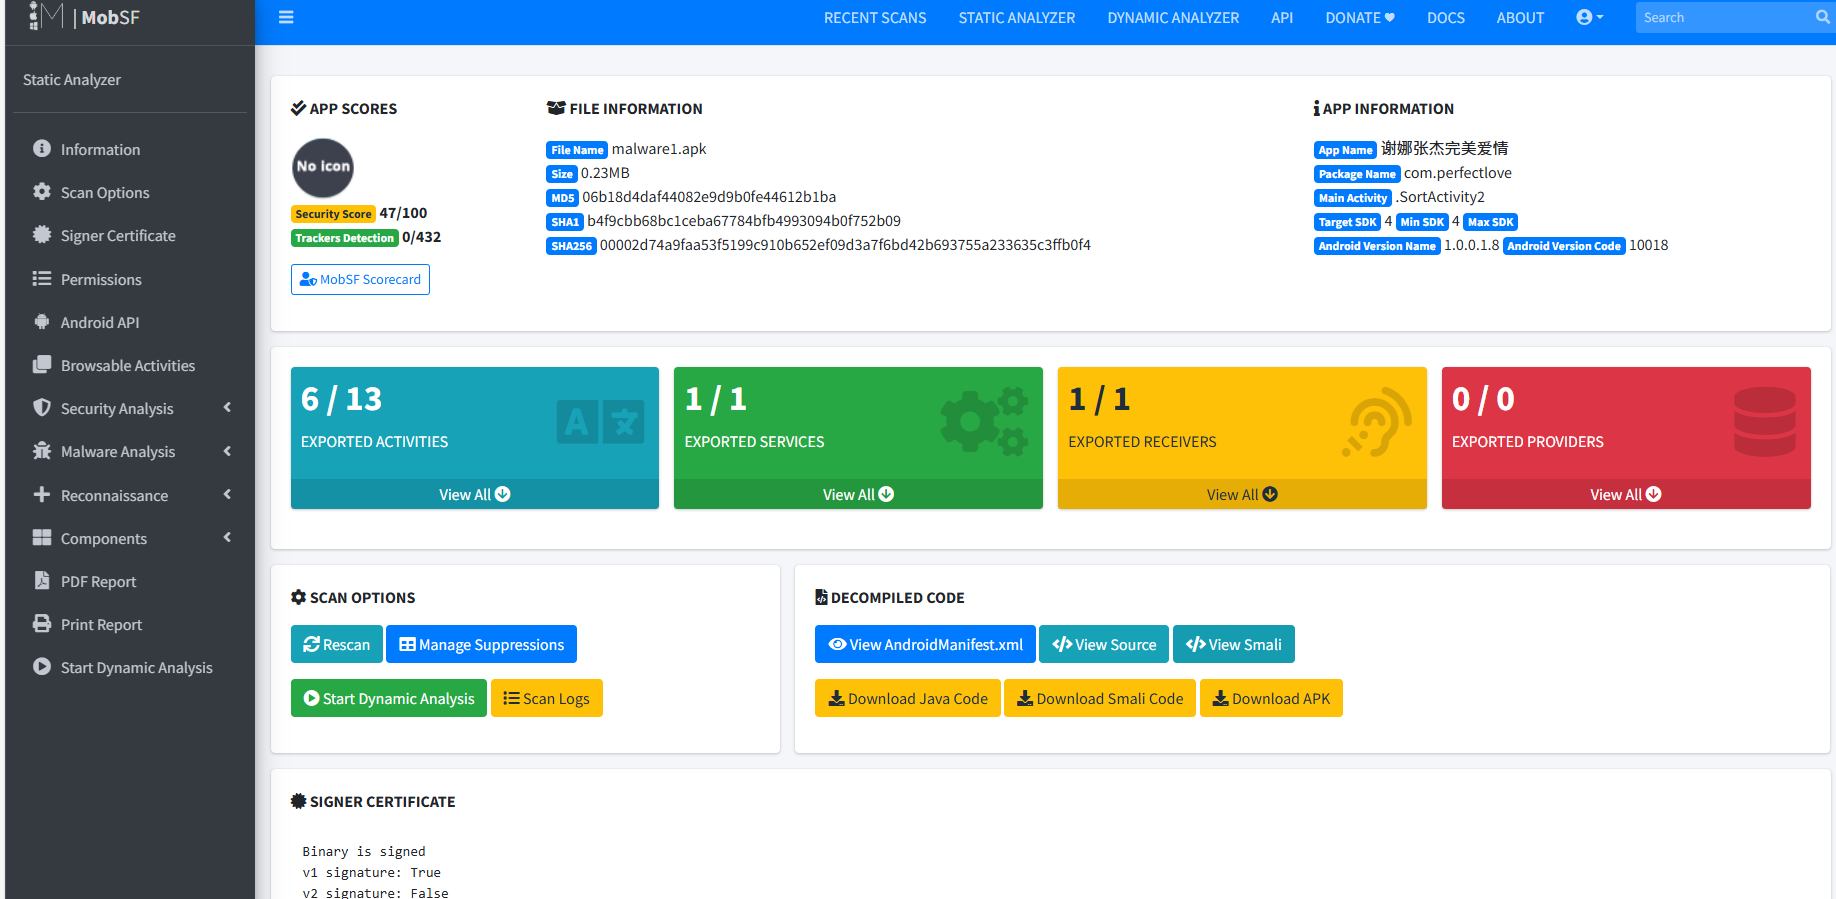 M | MobSF
RECENT SCANS STATIC ANALYZER DYNAMIC ANALYZER API DONATE DOCS ABOUT Search
Static Analyzer
Information
Scan Options
Signer Certificate
Permissions
Android API
Browsable Activities
Security Analysis
Malware Analysis
Reconnaissance
Components
PDF Report
Print Report
Start Dynamic Analysis
APP SCORES
No icon
Security Score 47/100
Trackers Detection 0/432
MobSF Scorecard
FILE INFORMATION
File Name malware1.apk
Size 0.23MB
MD5 06b18d4daf44082e9d9b0fe44612b1ba
SHA1 b4f9cbb68bc1ceba67784bfb4993094b0f752b09
SHA256 00002d74a9faa53f5199c910b652ef09d3a7f6bd42b693755a233635c3ffb0f4
APP INFORMATION
App Name 谢娜张杰完美爱情
Package Name com.perfectlove
Main Activity .SortActivity2
Target SDK 4 Min SDK 4 Max SDK
Android Version Name 1.0.0.1.8 Android Version Code 10018
6 / 13
EXPORTED ACTIVITIES
View All
1 / 1
EXPORTED SERVICES
View All
1 / 1
EXPORTED RECEIVERS
View All
0 / 0
EXPORTED PROVIDERS
View All
SCAN OPTIONS
Rescan Manage Suppressions
Start Dynamic Analysis Scan Logs
DECOMPILED CODE
View AndroidManifest.xml View Source View Smali
Download Java Code Download Smali Code Download APK
SIGNER CERTIFICATE
Binary is signed
v1 signature: True
v2 signature: False